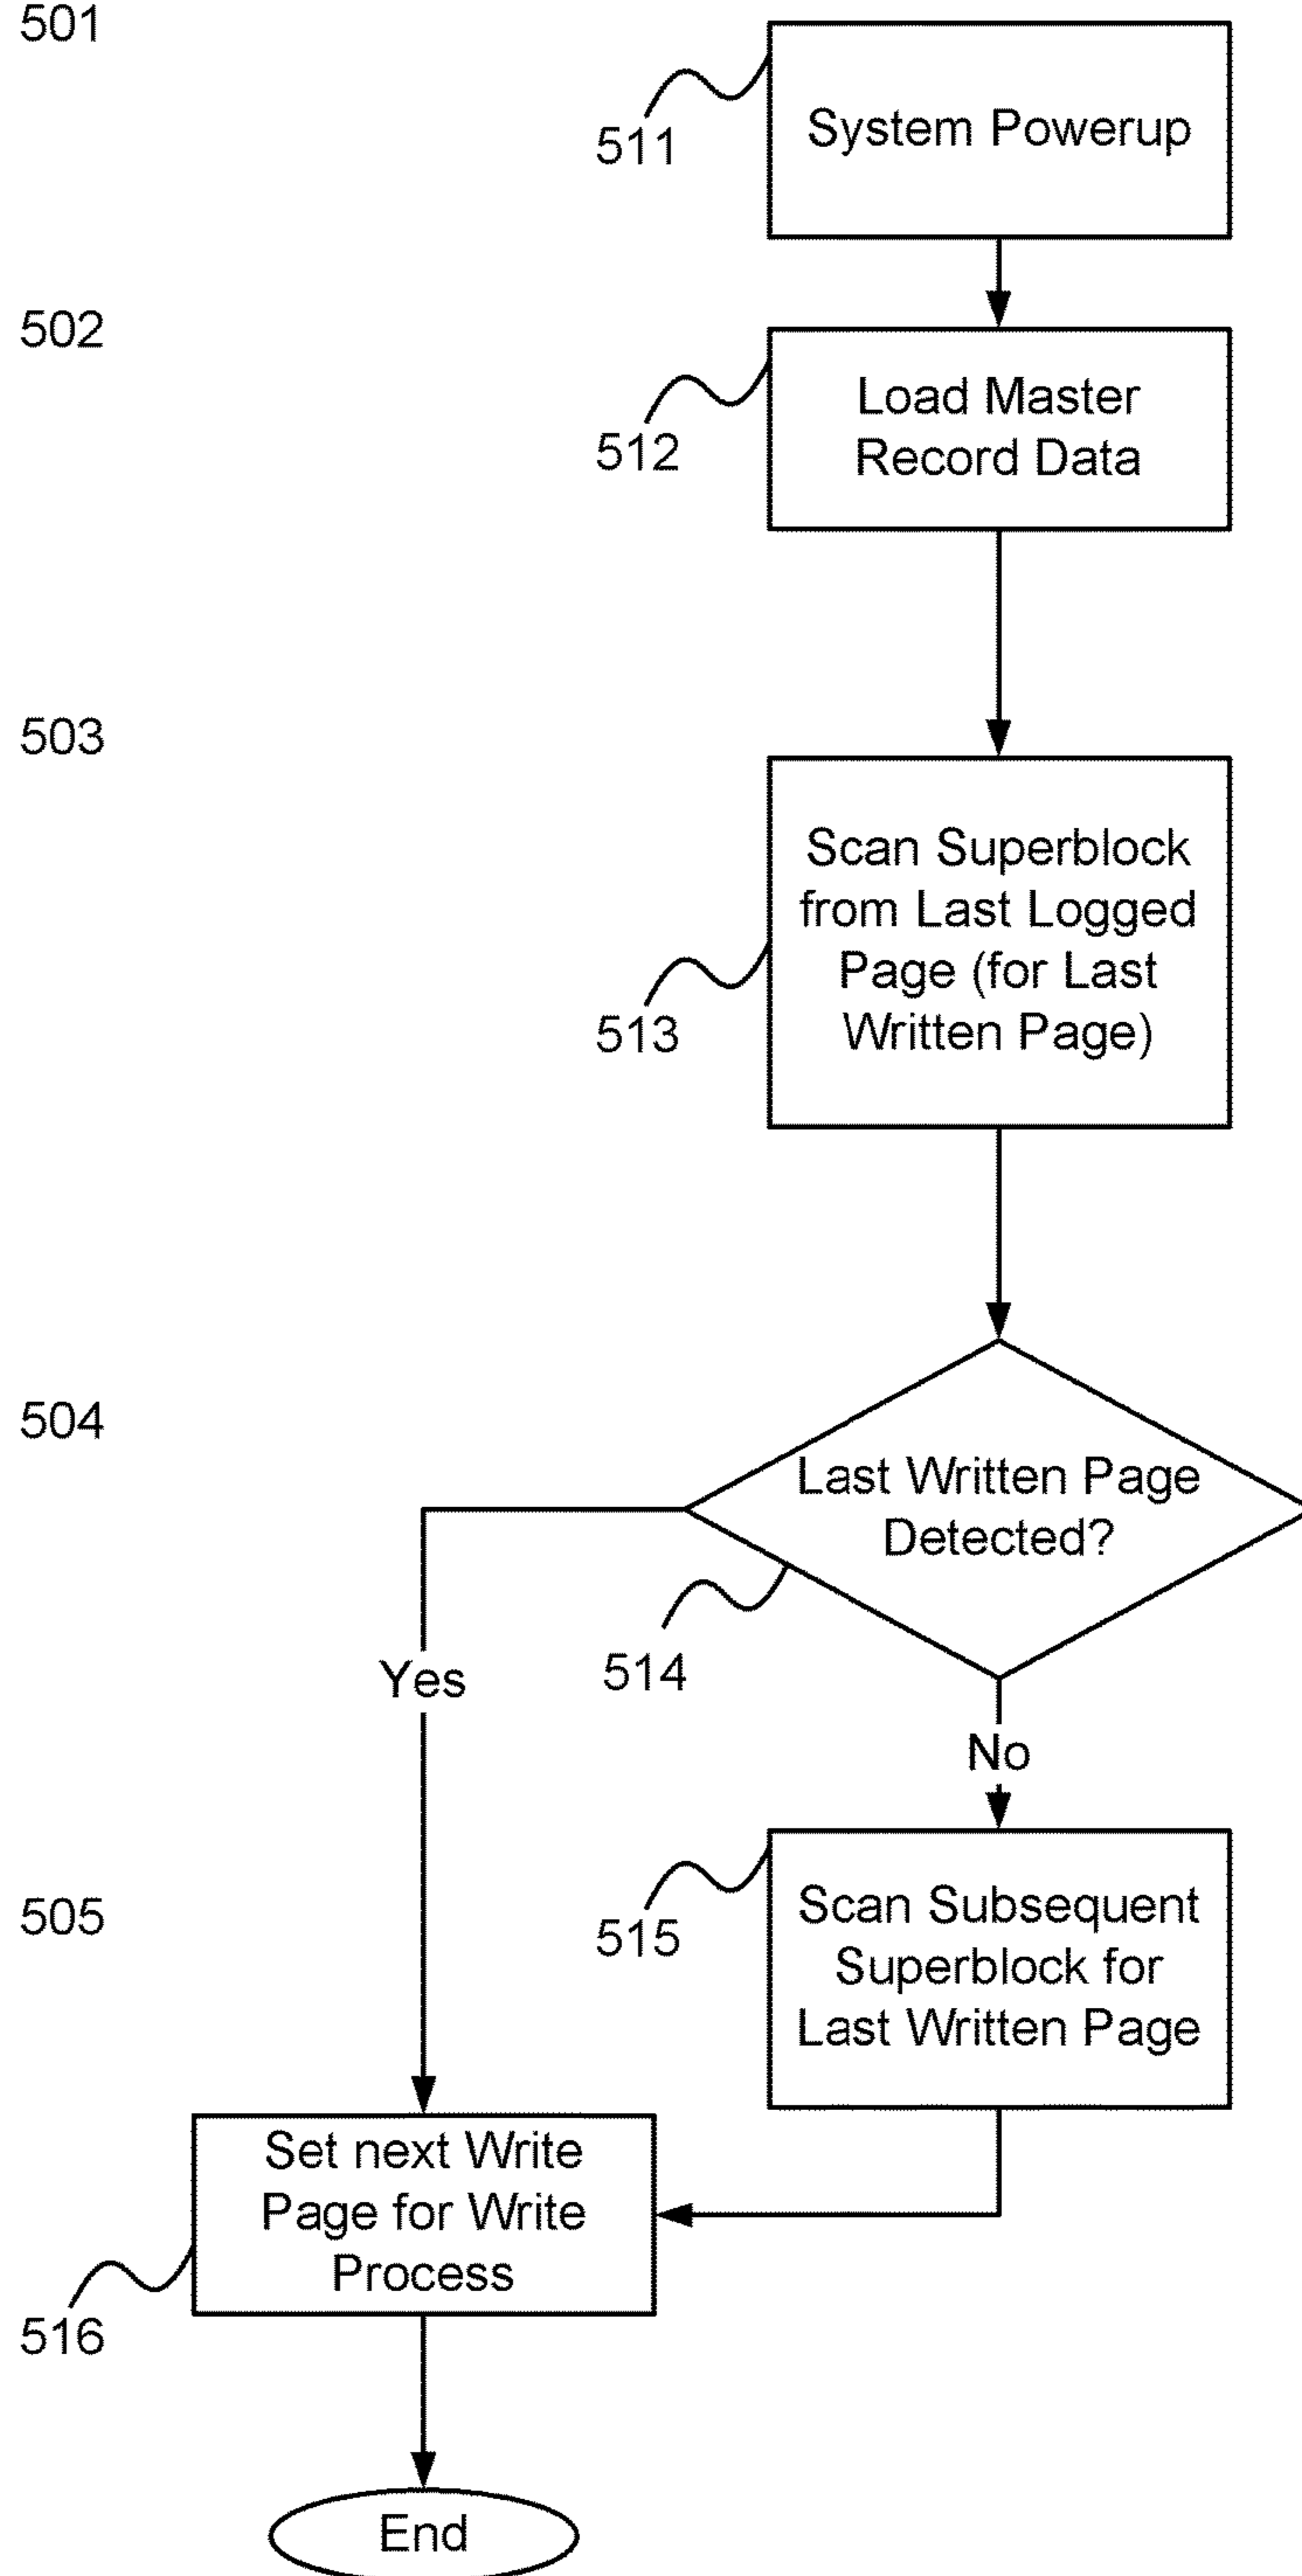 501
System Powerup
511
502
Load Master
Record Data
512
503
Scan Superblock
from Last Logged
Page (for Last
Written Page)
513
504
Last Written Page
Detected?
514
Yes
No
505
Scan Subsequent
Superblock for
Last Written Page
515
Set next Write
Page for Write
Process
516
End